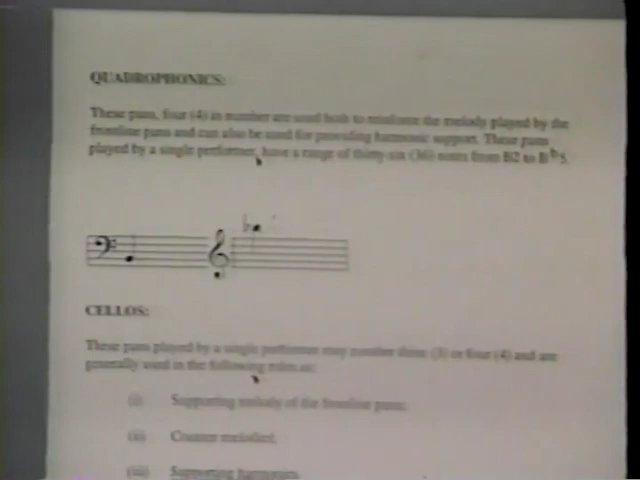 QUADROPHONICS:
These pans, four (4) in number are used both to reinforce the melody played by the
frontline pans and can also be used for providing harmonic support. These pans
played by a single performer, have a range of thirty-six (36) notes from B2 to Bb5.
CELLOS:
These pans played by a single performer may number three (3) or four (4) and are
generally used in the following roles as:
(i) Supporting melody of the frontline pans.
(ii) Counter melodies.
(iii) Supporting harmonies.